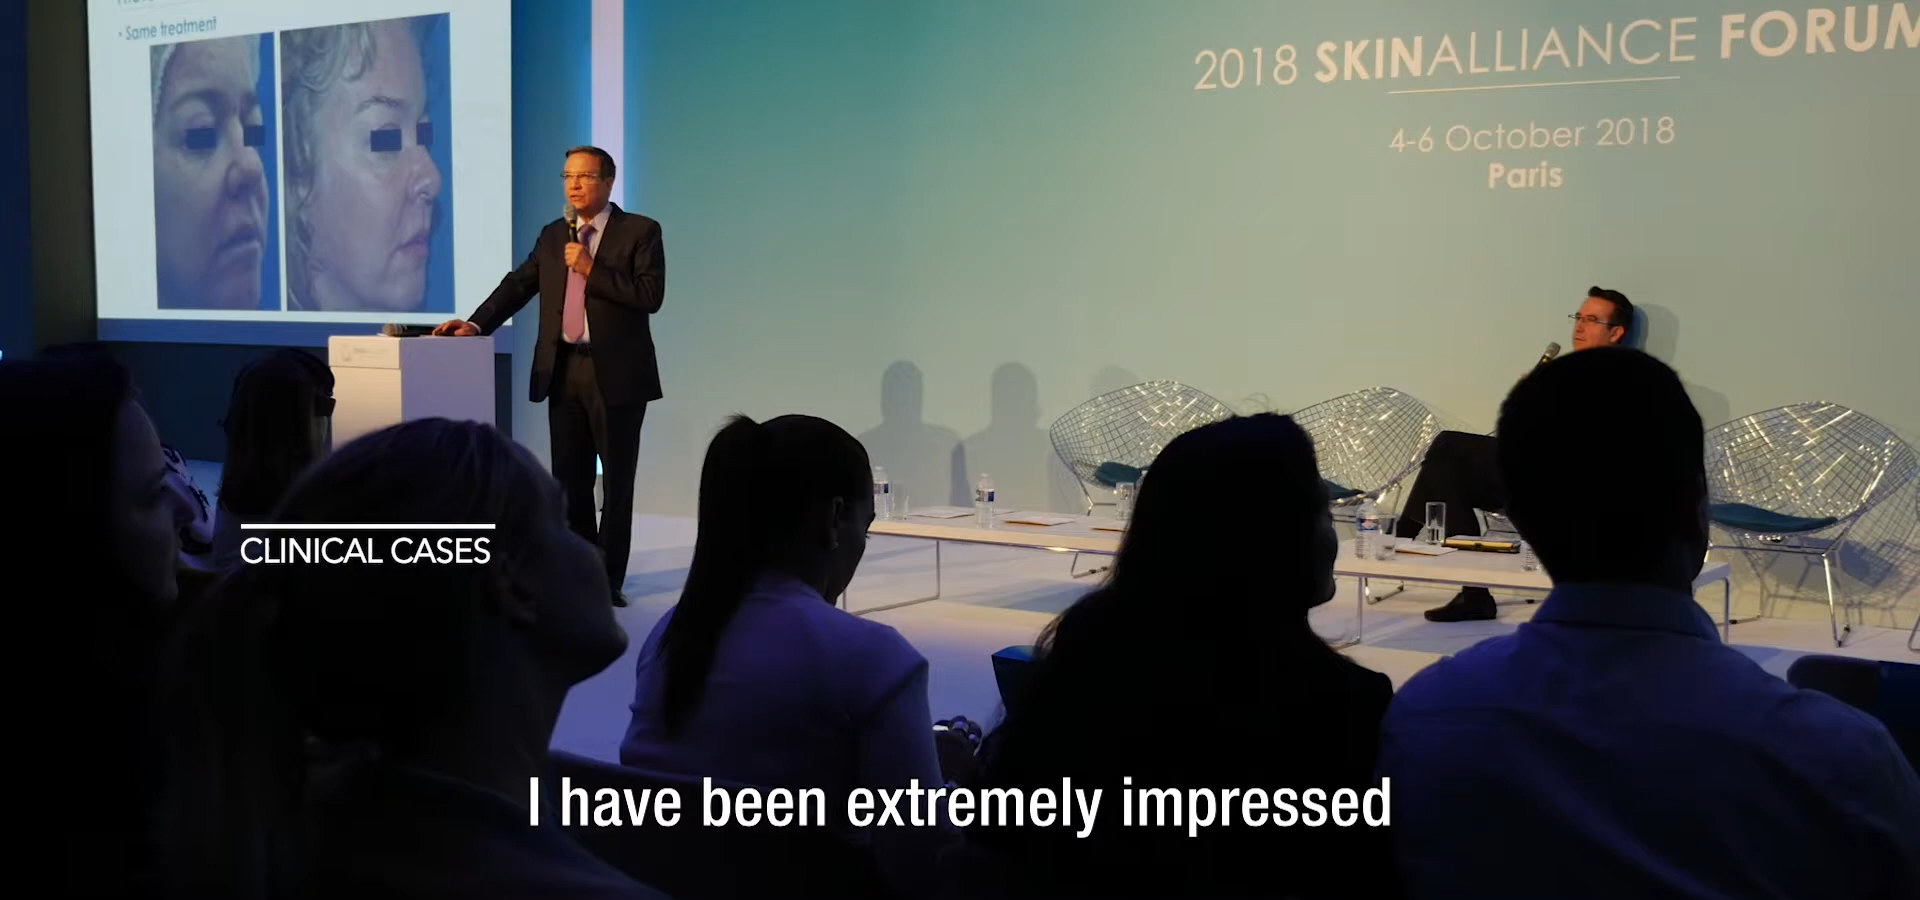 • Same treatment
2018 SKINALLIANCE FORUM
4-6 October 2018
Paris
CLINICAL CASES
I have been extremely impressed